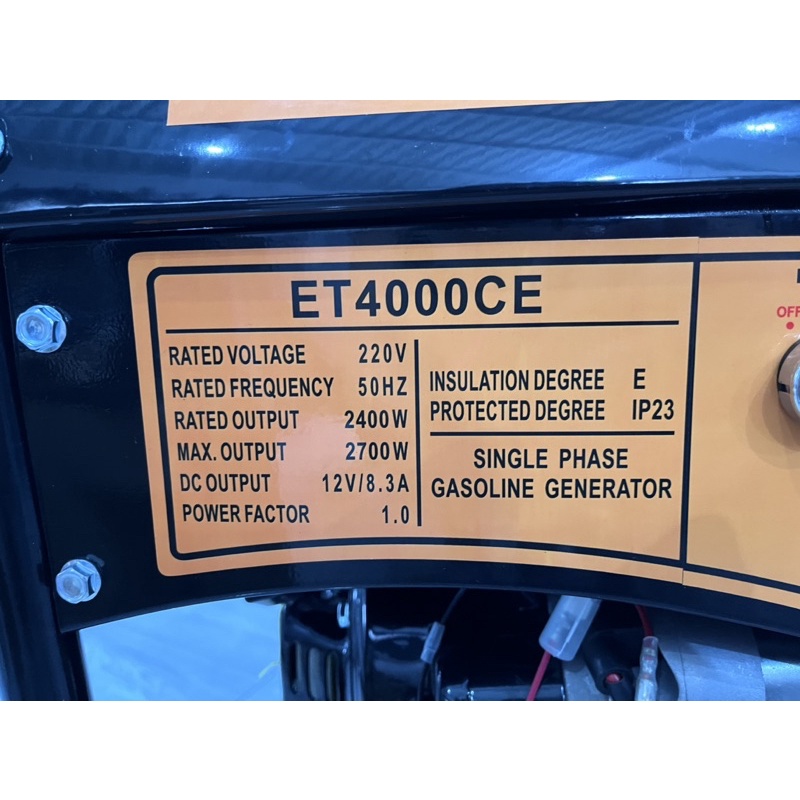 ET4000CE
RATED VOLTAGE 220V
RATED FREQUENCY 50HZ
RATED OUTPUT 2400W
MAX. OUTPUT 2700W
DC OUTPUT 12V/8.3A
POWER FACTOR 1.0
INSULATION DEGREE E
PROTECTED DEGREE IP23
SINGLE PHASE
GASOLINE GENERATOR
OFF